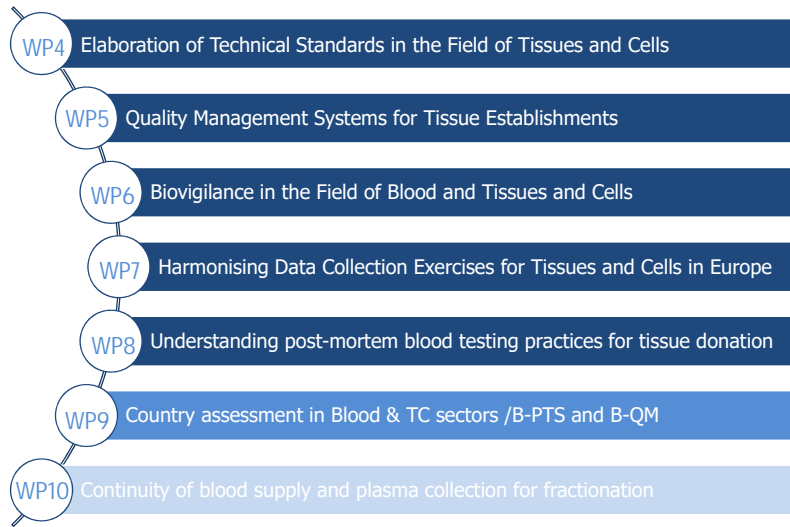 WP4 Elaboration of Technical Standards in the Field of Tissues and Cells
WP5 Quality Management Systems for Tissue Establishments
WP6 Biovigilance in the Field of Blood and Tissues and Cells
WP7 Harmonising Data Collection Exercises for Tissues and Cells in Europe
WP8 Understanding post-mortem blood testing practices for tissue donation
WP9 Country assessment in Blood & TC sectors /B-PTS and B-QM
WP10 Continuity of blood supply and plasma collection for fractionation